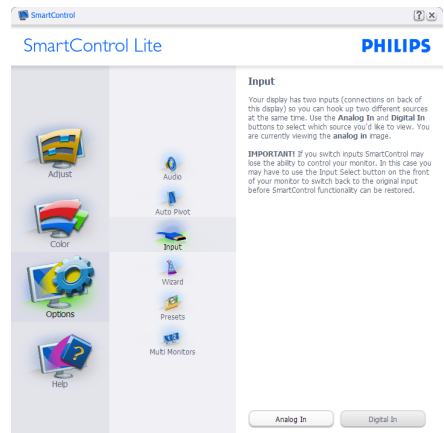 SmartControl
SmartControl Lite
PHILIPS
Adjust
Color
Options
Help
Audio
Auto Pivot
Input
Wizard
Presets
Multi Monitors
Input
Your display has two inputs (connections on back of
this display) so you can hook up two different sources
at the same time. Use the Analog In and Digital In
buttons to select which source you'd like to view. You
are currently viewing the analog in image.
IMPORTANT! If you switch inputs SmartControl may
lose the ability to control your monitor. In this case you
may have to use the Input Select button on the front
of your monitor to switch back to the original input
before SmartControl functionality can be restored.
Analog In
Digital In